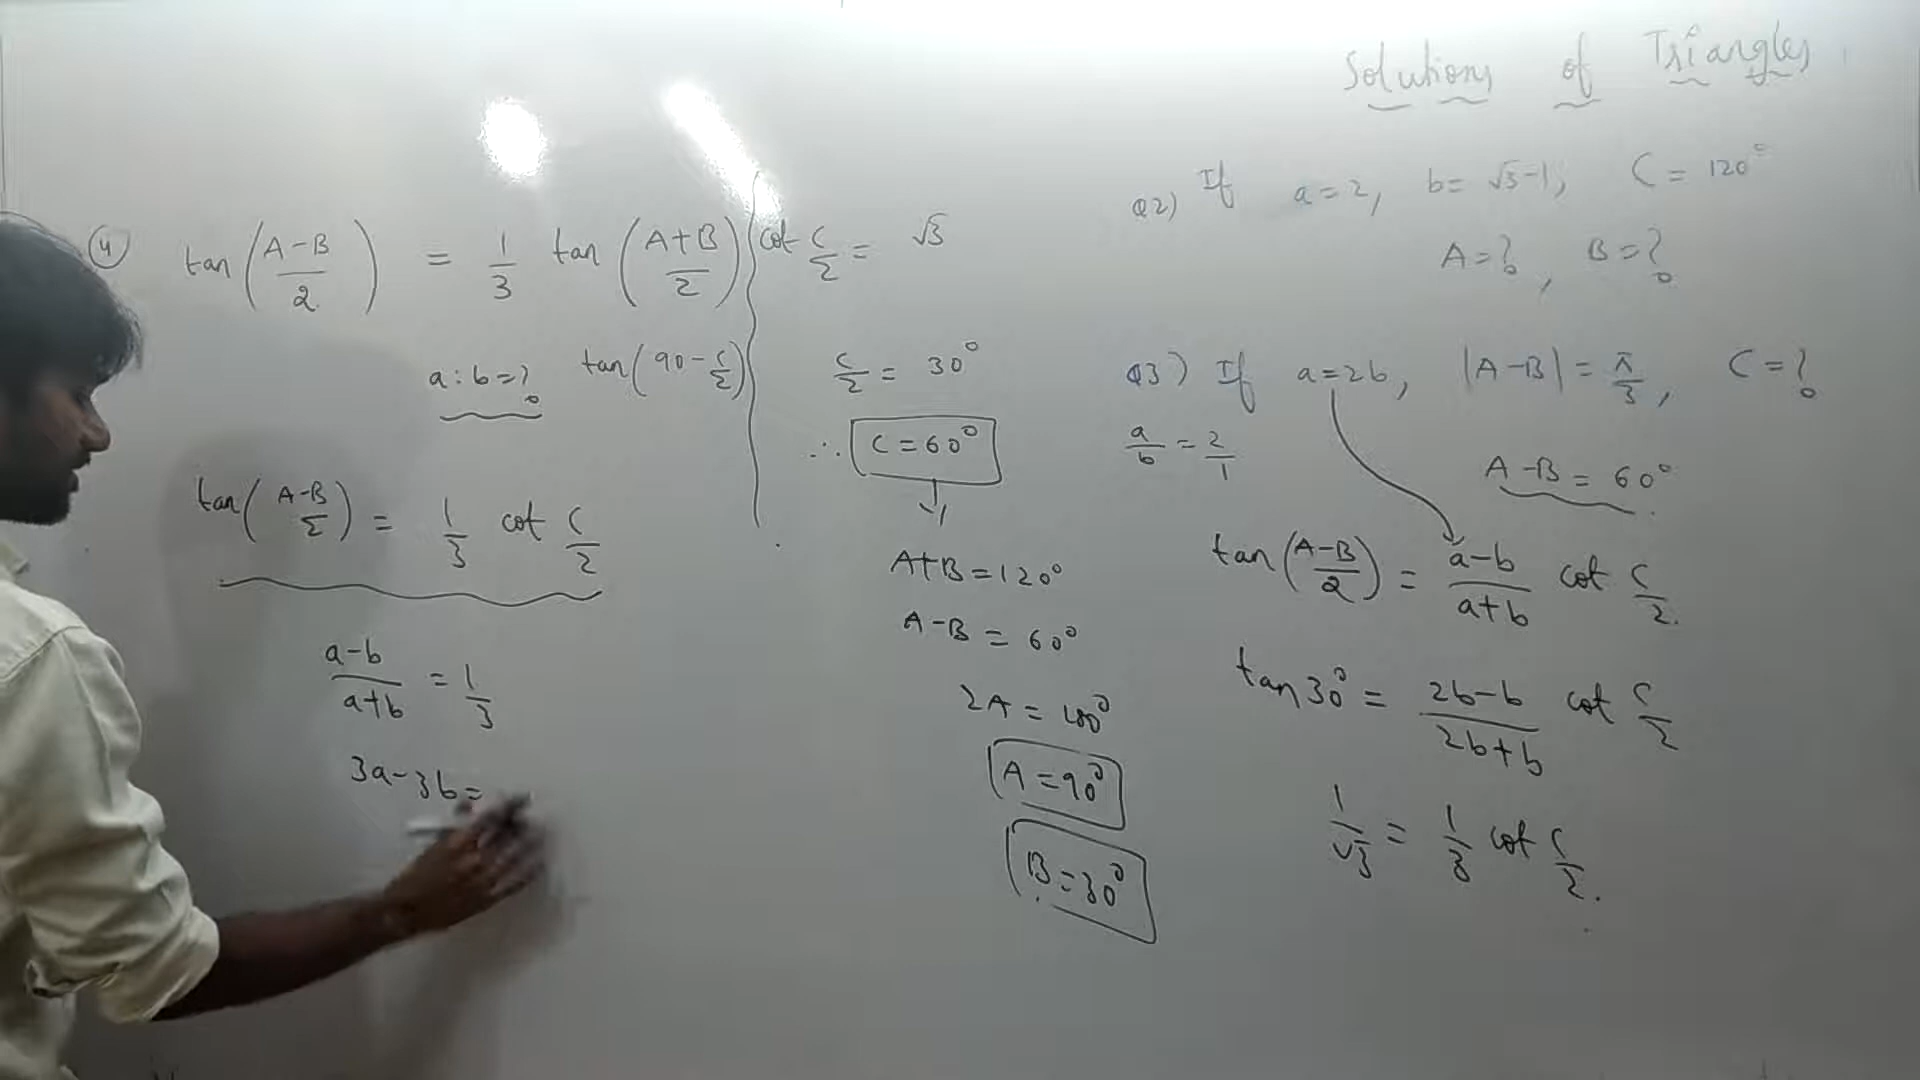 Solutions of Triangles
Q2) If a=2, b= √3-1, C = 120°
A=?, B=?
Q3) If a=2b, |A-B| = π/3, C=?
a/b = 2/1
A-B = 60°
tan(A-B/2) = a-b/a+b cot C/2.
tan30° = 2b-b/2b+b cot C/2
1/√3 = 1/3 cot C/2.
cot C/2 = √3
C/2 = 30°
∴ C=60°
A+B=120°
A-B = 60°
2A = 180°
A=90°
B=30°
4 tan(A-B/2) = 1/3 tan(A+B/2)
a:b=? tan(90-C/2)
tan(A-B/2) = 1/3 cot C/2
a-b/a+b = 1/3
3a-3b=